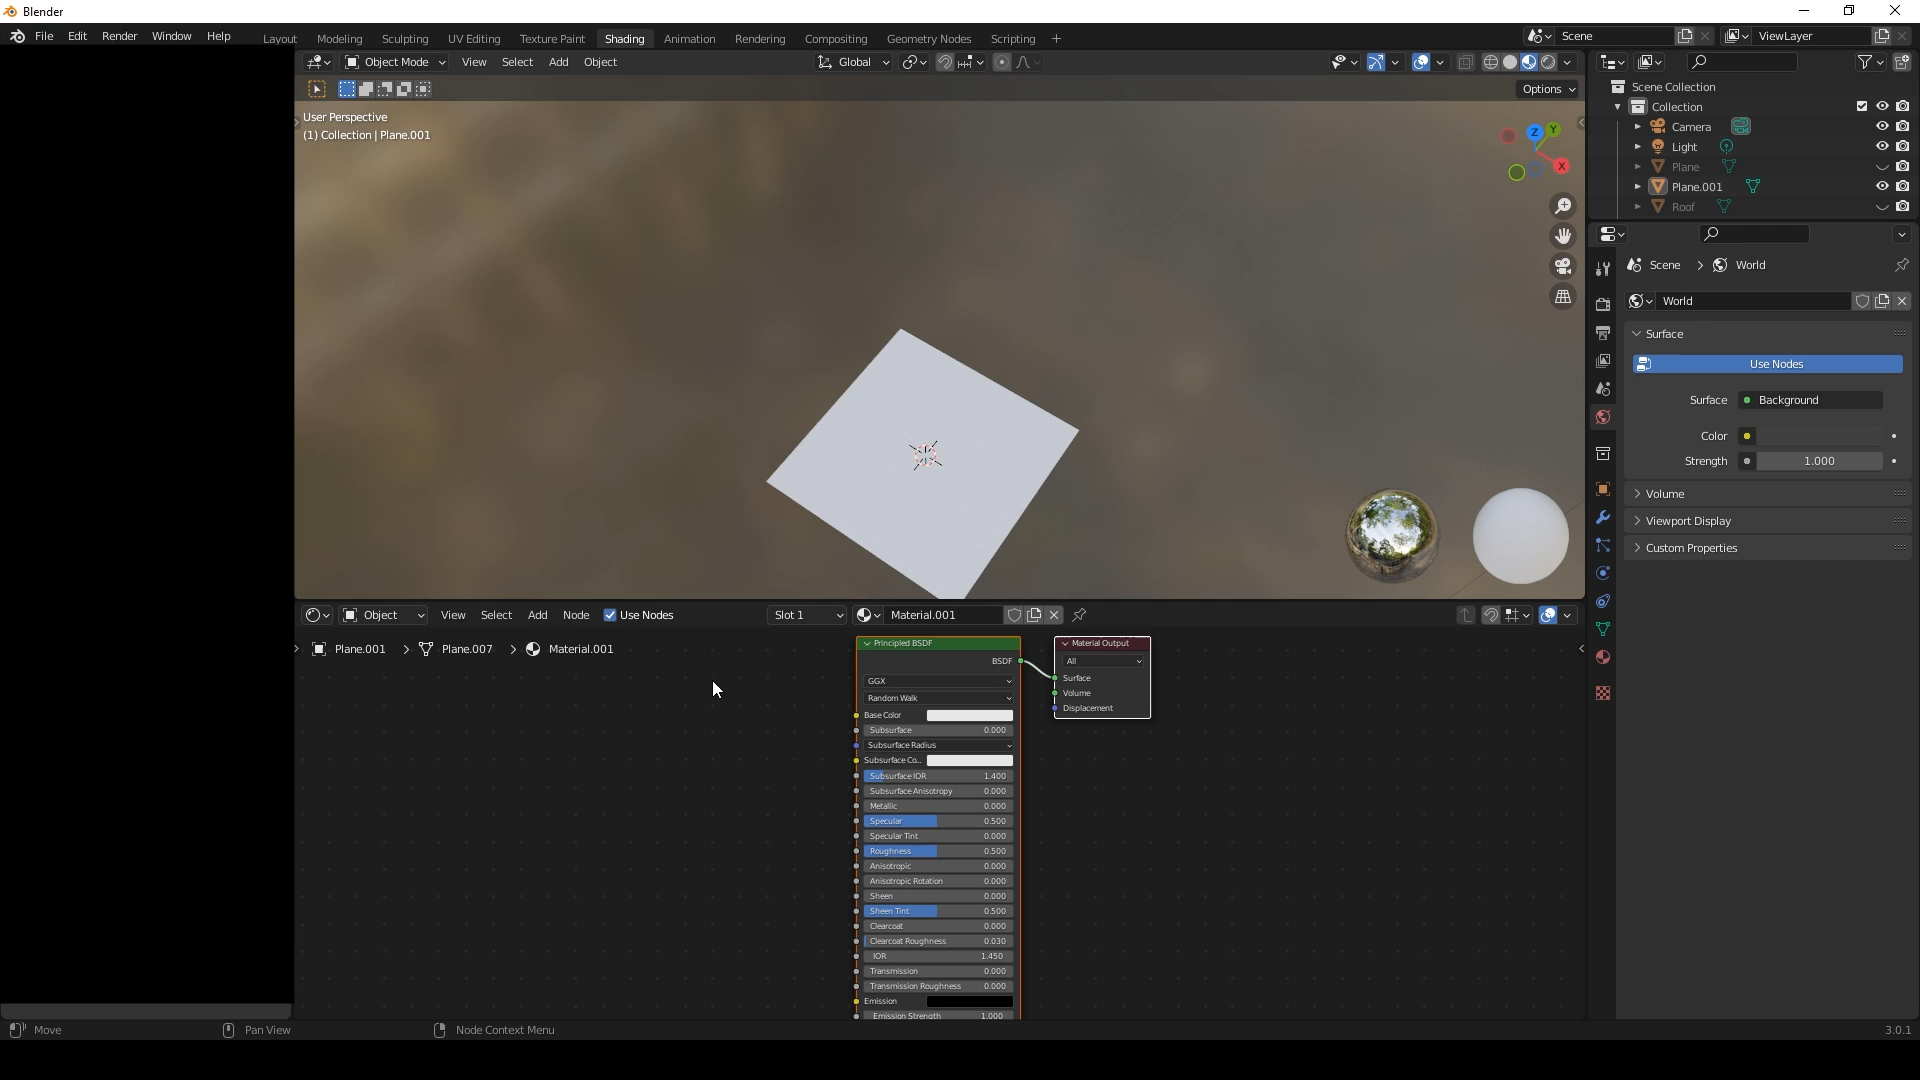 Blender
File Edit Render Window Help
Layout Modeling Sculpting UV Editing Texture Paint Shading Animation Rendering Compositing Geometry Nodes Scripting +
Scene
ViewLayer
Object Mode View Select Add Object
Global
Options
User Perspective
(1) Collection | Plane.001
Z
Y
X
Scene Collection
Collection
Camera
Light
Plane
Plane.001
Roof
Scene > World
World
Surface
Use Nodes
Surface Background
Color
Strength 1.000
Volume
Viewport Display
Custom Properties
Object View Select Add Node Use Nodes Slot 1 Material.001
Plane.001 > Plane.007 > Material.001
Principled BSDF
BSDF
GGX
Random Walk
Base Color
Subsurface 0.000
Subsurface Radius
Subsurface Co..
Subsurface IOR 1.400
Subsurface Anisotropy 0.000
Metallic 0.000
Specular 0.500
Specular Tint 0.000
Roughness 0.500
Anisotropic 0.000
Anisotropic Rotation 0.000
Sheen 0.000
Sheen Tint 0.500
Clearcoat 0.000
Clearcoat Roughness 0.030
IOR 1.450
Transmission 0.000
Transmission Roughness 0.000
Emission
Emission Strength 1.000
Material Output
All
Surface
Volume
Displacement
Move
Pan View
Node Context Menu
3.0.1